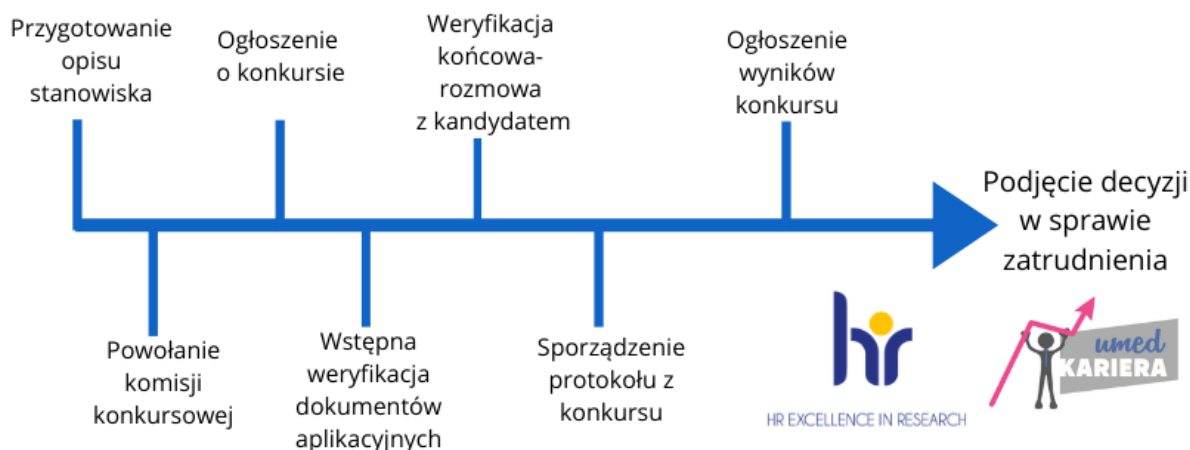 Przygotowanie
opisu
stanowiska
Powołanie
komisji
konkursowej
Ogłoszenie
o konkursie
Wstępna
weryfikacja
dokumentów
aplikacyjnych
Weryfikacja
końcowa-
rozmowa
z kandydatem
Sporządzenie
protokołu z
konkursu
Ogłoszenie
wyników
konkursu
Podjęcie decyzji
w sprawie
zatrudnienia
hr
HR EXCELLENCE IN RESEARCH
umed
KARIERA